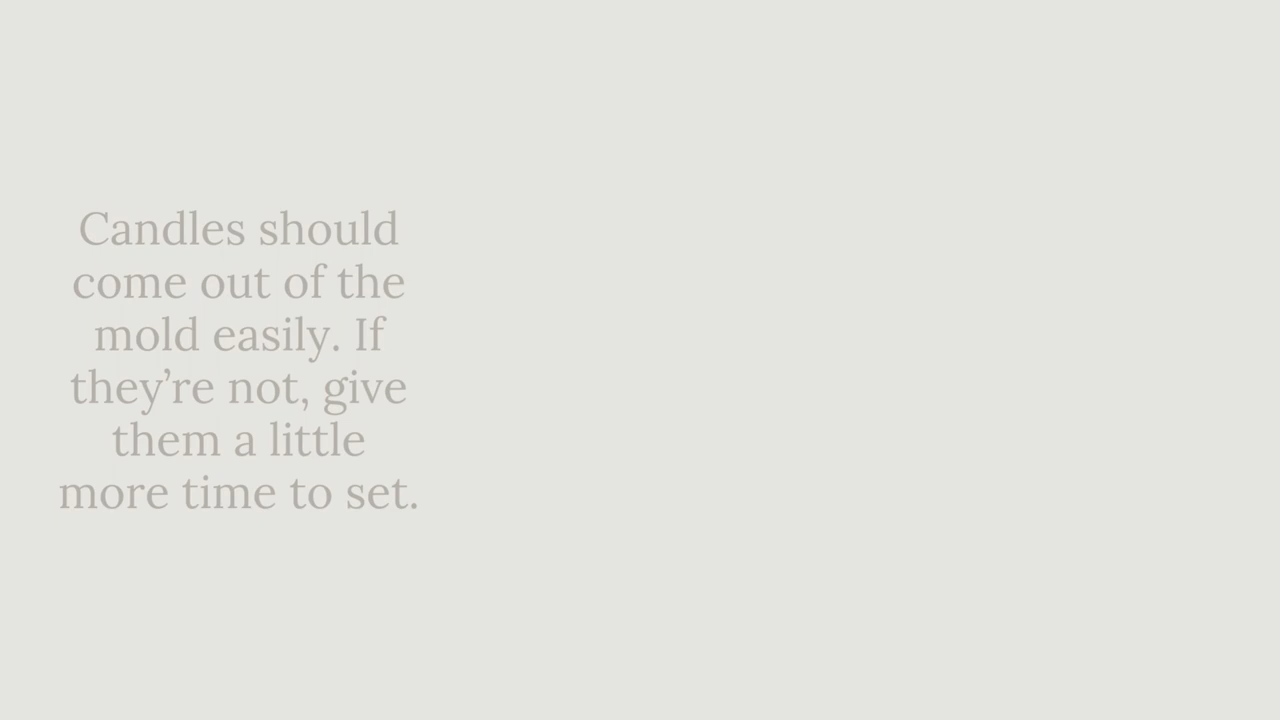 Candles should
come out of the
mold easily. If
they’re not, give
them a little
more time to set.